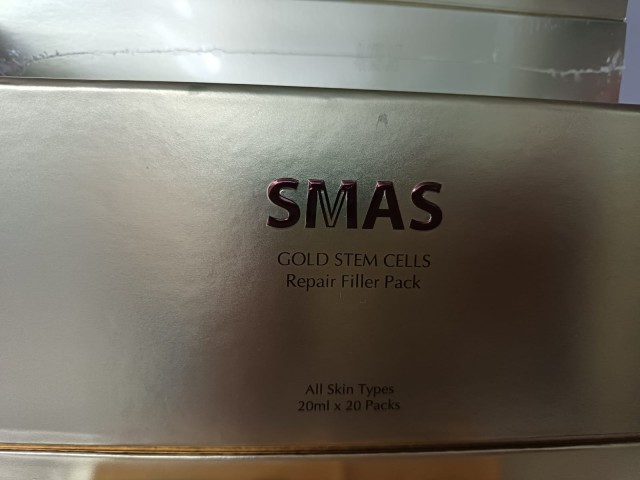 SMAS
GOLD STEM CELLS
Repair Filler Pack
All Skin Types
20ml x 20 Packs